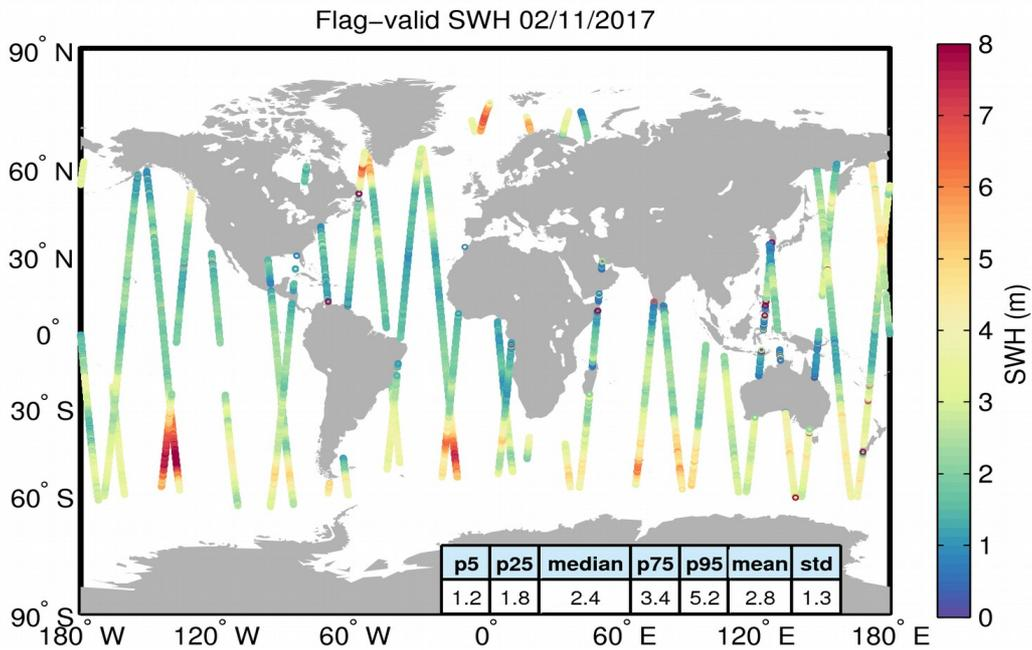 Flag−valid SWH 02/11/2017
90° N
60° N
30° N
0°
30° S
60° S
90° S
180° W
120° W
60° W
0°
60° E
120° E
180° E
p5 p25 median p75 p95 mean std
1.2 1.8 2.4 3.4 5.2 2.8 1.3
8
7
6
5
4
3
2
1
0
SWH (m)